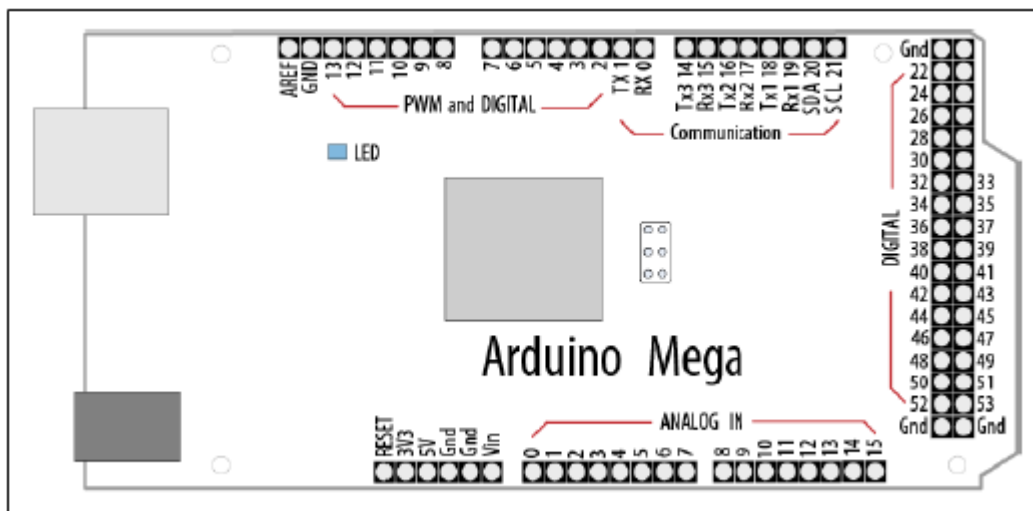 AREF GND 13 12 11 10 9 8 7 6 5 4 3 2 TX 1 RX 0 Tx3 14 Rx3 15 Tx2 16 Rx2 17 Tx1 18 Rx1 19 SDA 20 SCL 21
PWM and DIGITAL
Communication
LED
Gnd
22
24
26
28
30
32 33
34 35
36 37
38 39
40 41
42 43
44 45
46 47
48 49
50 51
52 53
Gnd Gnd
DIGITAL
Arduino Mega
ANALOG IN
RESET 3V3 5V Gnd Gnd Vin 0 1 2 3 4 5 6 7 8 9 10 11 12 13 14 15